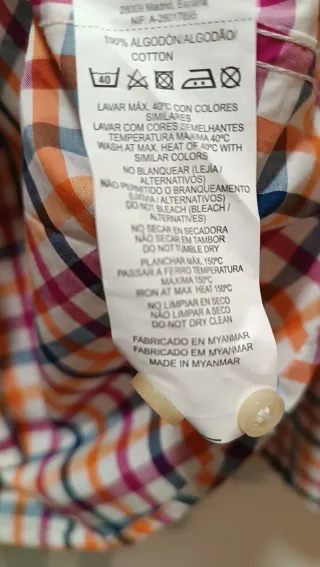 28009 Madrid, España
NIF: A-28017895
100% ALGODÓN/ALGODÃO/
COTTON
40
LAVAR MÁX. 40ºC CON COLORES
SIMILARES
LAVAR COM CORES SEMELHANTES
TEMPERATURA MÁXIMA 40ºC
WASH AT MAX. HEAT OF 40ºC WITH
SIMILAR COLORS
NO BLANQUEAR (LEJÍA /
ALTERNATIVOS)
NÃO PERMITIDO O BRANQUEAMENTO
(LIXIVIA / ALTERNATIVOS)
DO NOT BLEACH (BLEACH /
ALTERNATIVES)
NO SECAR EN SECADORA
NÃO SECAR EM TAMBOR
DO NOT TUMBLE DRY
PLANCHAR MÁX. 150ºC
PASSAR A FERRO TEMPERATURA
MÁXIMA 150ºC
IRON AT MAX. HEAT 150ºC
NO LIMPIAR EN SECO
NÃO LIMPAR A SECO
DO NOT DRY CLEAN
FABRICADO EN MYANMAR
FABRICADO EM MYANMAR
MADE IN MYANMAR